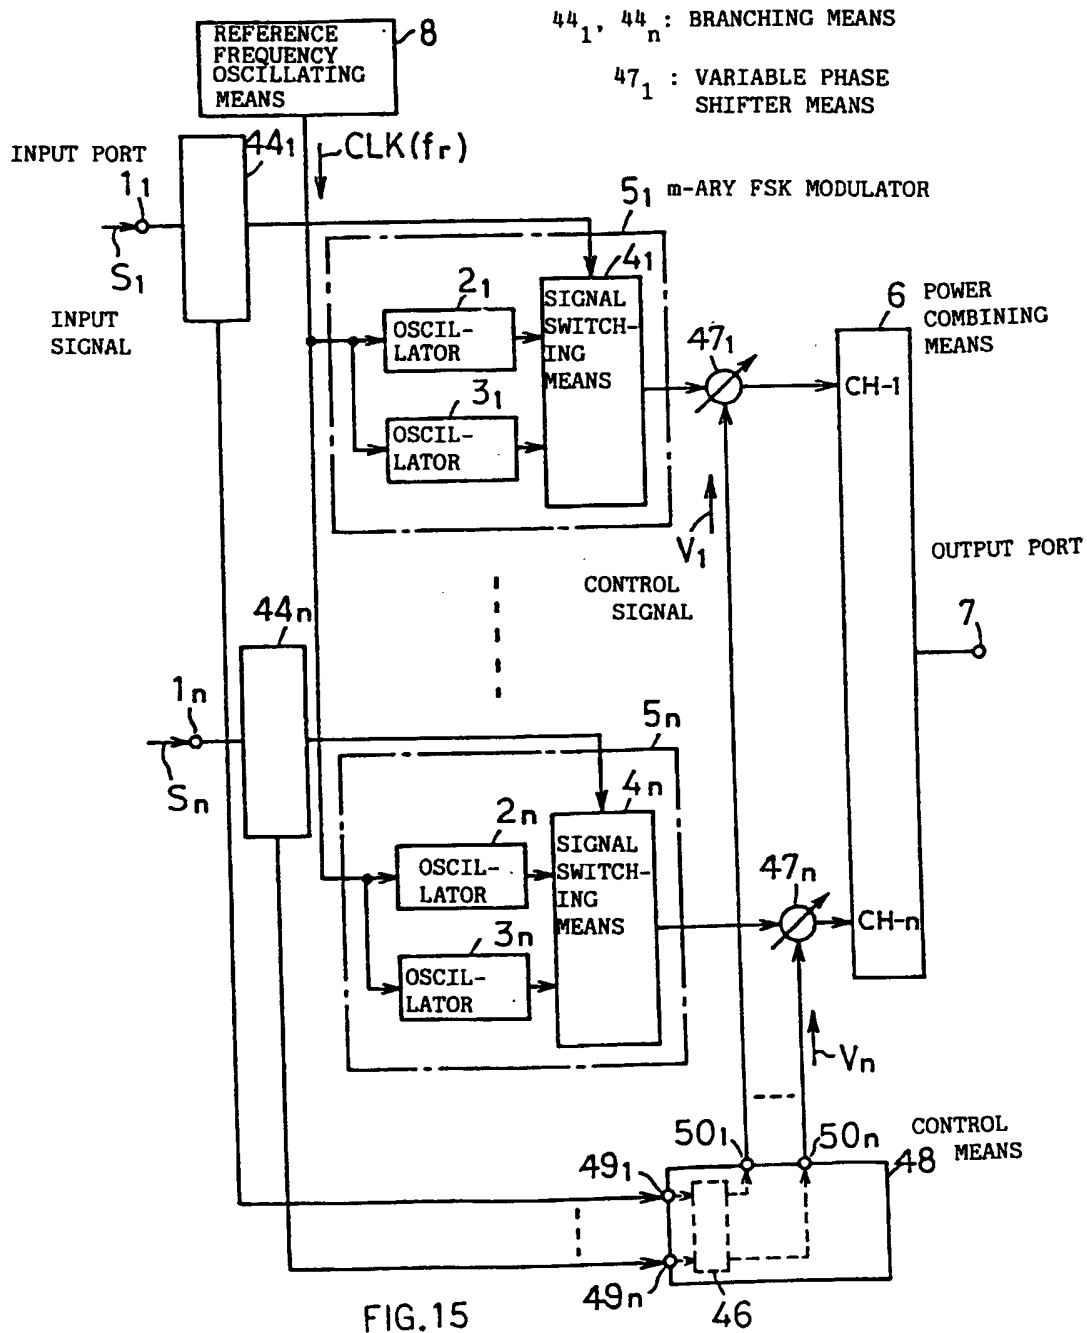 REFERENCE
FREQUENCY
OSCILLATING
MEANS
8
44₁, 44ₙ: BRANCHING MEANS
47₁ : VARIABLE PHASE
SHIFTER MEANS
INPUT PORT
1₁
44₁
CLK(fr)
S₁
INPUT
SIGNAL
5₁ m-ARY FSK MODULATOR
4₁
2₁
OSCIL-
LATOR
3₁
OSCIL-
LATOR
SIGNAL
SWITCH-
ING
MEANS
47₁
6 POWER
COMBINING
MEANS
CH-1
V₁
CONTROL
SIGNAL
OUTPUT PORT
7
44ₙ
1ₙ
Sₙ
5ₙ
4ₙ
2ₙ
OSCIL-
LATOR
3ₙ
OSCIL-
LATOR
SIGNAL
SWITCH-
ING
MEANS
47ₙ
CH-n
Vₙ
50₁
50ₙ
CONTROL
MEANS
48
49₁
49ₙ
46
FIG.15